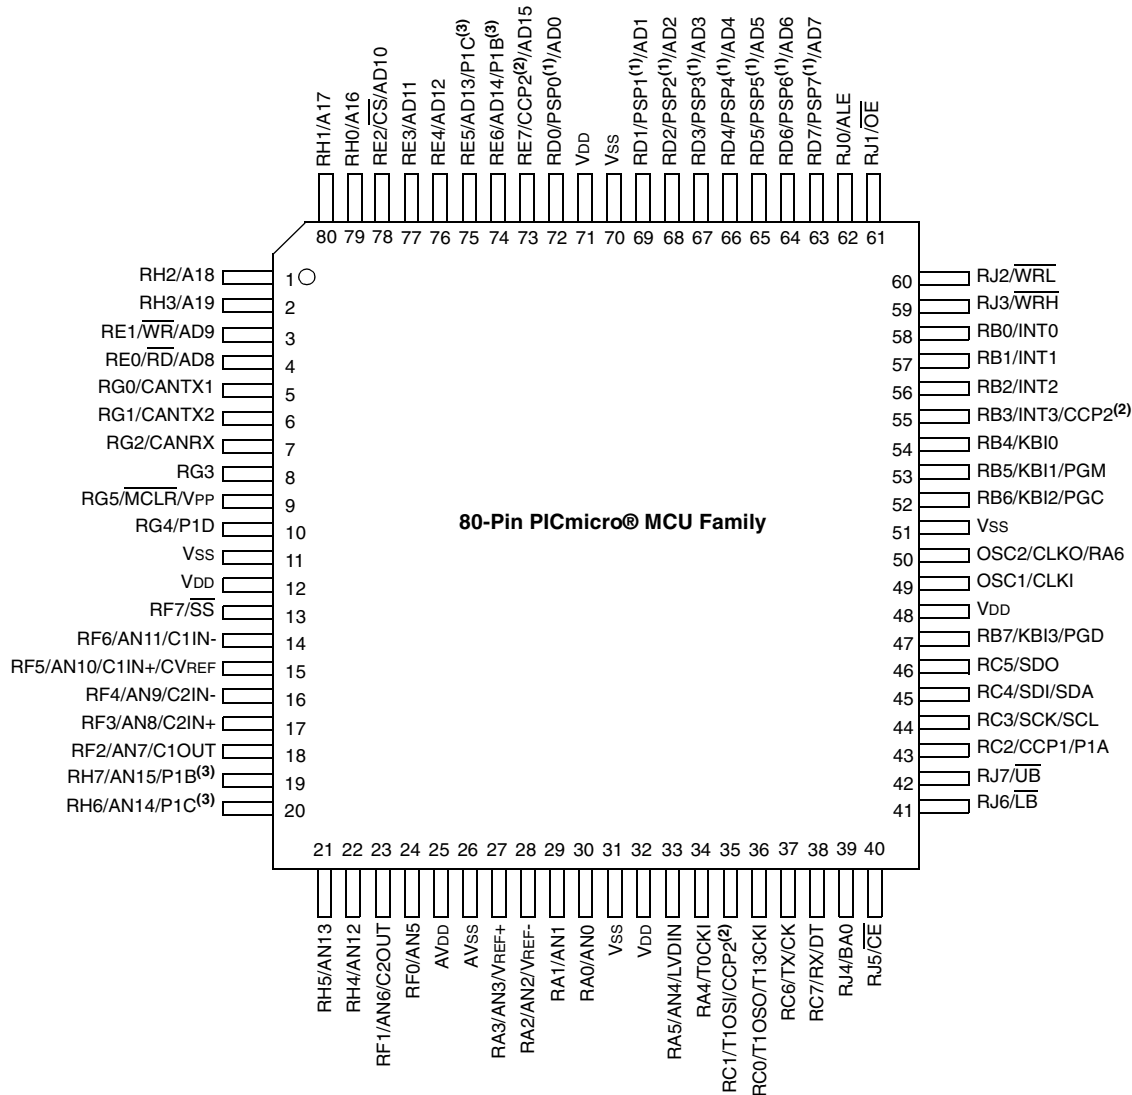 RH1/A17
RH0/A16
RE2/CS/AD10
RE3/AD11
RE4/AD12
RE5/AD13/P1C(3)
RE6/AD14/P1B(3)
RE7/CCP2(2)/AD15
RD0/PSP0(1)/AD0
VDD
VSS
RD1/PSP1(1)/AD1
RD2/PSP2(1)/AD2
RD3/PSP3(1)/AD3
RD4/PSP4(1)/AD4
RD5/PSP5(1)/AD5
RD6/PSP6(1)/AD6
RD7/PSP7(1)/AD7
RJ0/ALE
RJ1/OE
80 79 78 77 76 75 74 73 72 71 70 69 68 67 66 65 64 63 62 61
RH2/A18 1
RH3/A19 2
RE1/WR/AD9 3
RE0/RD/AD8 4
RG0/CANTX1 5
RG1/CANTX2 6
RG2/CANRX 7
RG3 8
RG5/MCLR/VPP 9
RG4/P1D 10
VSS 11
VDD 12
RF7/SS 13
RF6/AN11/C1IN- 14
RF5/AN10/C1IN+/CVREF 15
RF4/AN9/C2IN- 16
RF3/AN8/C2IN+ 17
RF2/AN7/C1OUT 18
RH7/AN15/P1B(3) 19
RH6/AN14/P1C(3) 20
80-Pin PICmicro® MCU Family
60 RJ2/WRL
59 RJ3/WRH
58 RB0/INT0
57 RB1/INT1
56 RB2/INT2
55 RB3/INT3/CCP2(2)
54 RB4/KBI0
53 RB5/KBI1/PGM
52 RB6/KBI2/PGC
51 VSS
50 OSC2/CLKO/RA6
49 OSC1/CLKI
48 VDD
47 RB7/KBI3/PGD
46 RC5/SDO
45 RC4/SDI/SDA
44 RC3/SCK/SCL
43 RC2/CCP1/P1A
42 RJ7/UB
41 RJ6/LB
21 22 23 24 25 26 27 28 29 30 31 32 33 34 35 36 37 38 39 40
RH5/AN13
RH4/AN12
RF1/AN6/C2OUT
RF0/AN5
AVDD
AVSS
RA3/AN3/VREF+
RA2/AN2/VREF-
RA1/AN1
RA0/AN0
VSS
VDD
RA5/AN4/LVDIN
RA4/T0CKI
RC1/T1OSI/CCP2(2)
RC0/T1OSO/T13CKI
RC6/TX/CK
RC7/RX/DT
RJ4/BA0
RJ5/CE